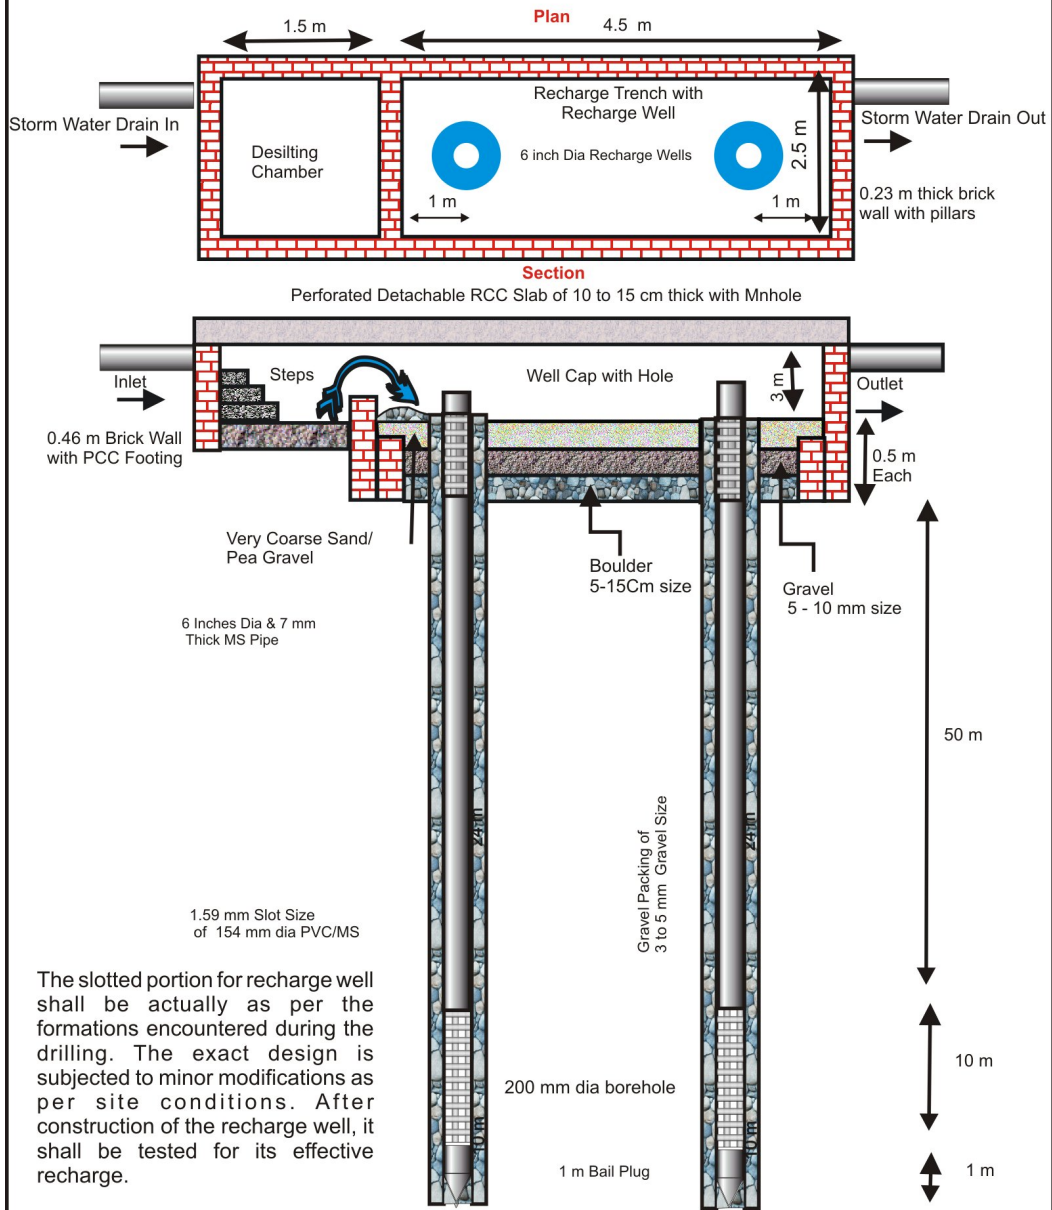 Plan
1.5 m
4.5 m
Storm Water Drain In
Desilting
Chamber
Recharge Trench with
Recharge Well
6 inch Dia Recharge Wells
1 m
1 m
2.5 m
Storm Water Drain Out
0.23 m thick brick
wall with pillars
Section
Perforated Detachable RCC Slab of 10 to 15 cm thick with Mnhole
Inlet
Steps
Well Cap with Hole
3 m
Outlet
0.46 m Brick Wall
with PCC Footing
0.5 m
Each
Very Coarse Sand/
Pea Gravel
Boulder
5-15Cm size
Gravel
5 - 10 mm size
6 Inches Dia & 7 mm
Thick MS Pipe
50 m
24 m
24 m
Gravel Packing of
3 to 5 mm Gravel Size
1.59 mm Slot Size
of 154 mm dia PVC/MS
The slotted portion for recharge well
shall be actually as per the
formations encountered during the
drilling. The exact design is
subjected to minor modifications as
per site conditions. After
construction of the recharge well, it
shall be tested for its effective
recharge.
10 m
200 mm dia borehole
10 m
10 m
1 m Bail Plug
1 m